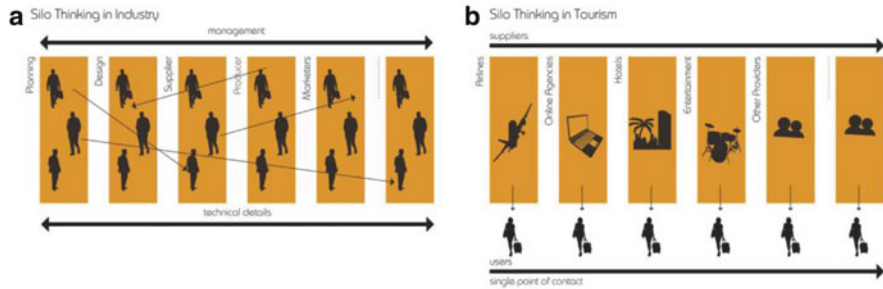 a Silo Thinking in Industry
management
Planning
Design
Supplier
Producer
Marketers
technical details
b Silo Thinking in Tourism
suppliers
Airlines
Online Agencies
Hotels
Entertainment
Other Providers
users
single point of contact